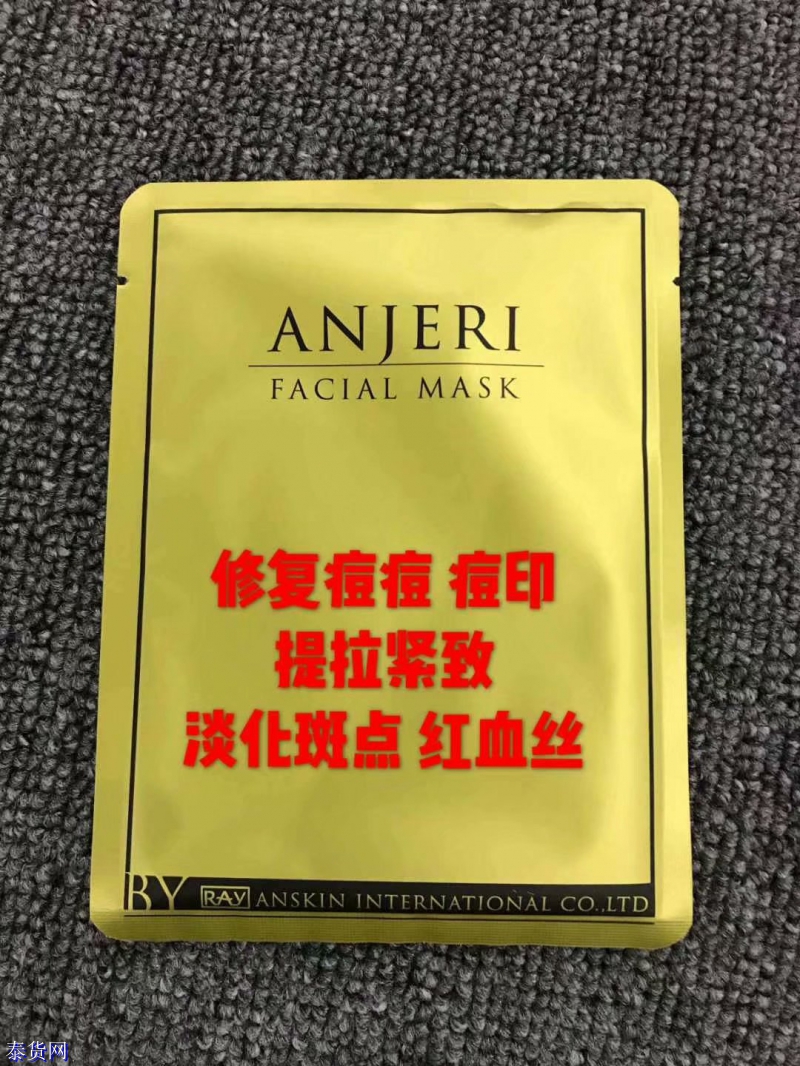 ANJERI
FACIAL MASK
修复痘痘 痘印
提拉紧致
淡化斑点 红血丝
BY RAY ANSKIN INTERNATIONAL CO.,LTD
泰货网